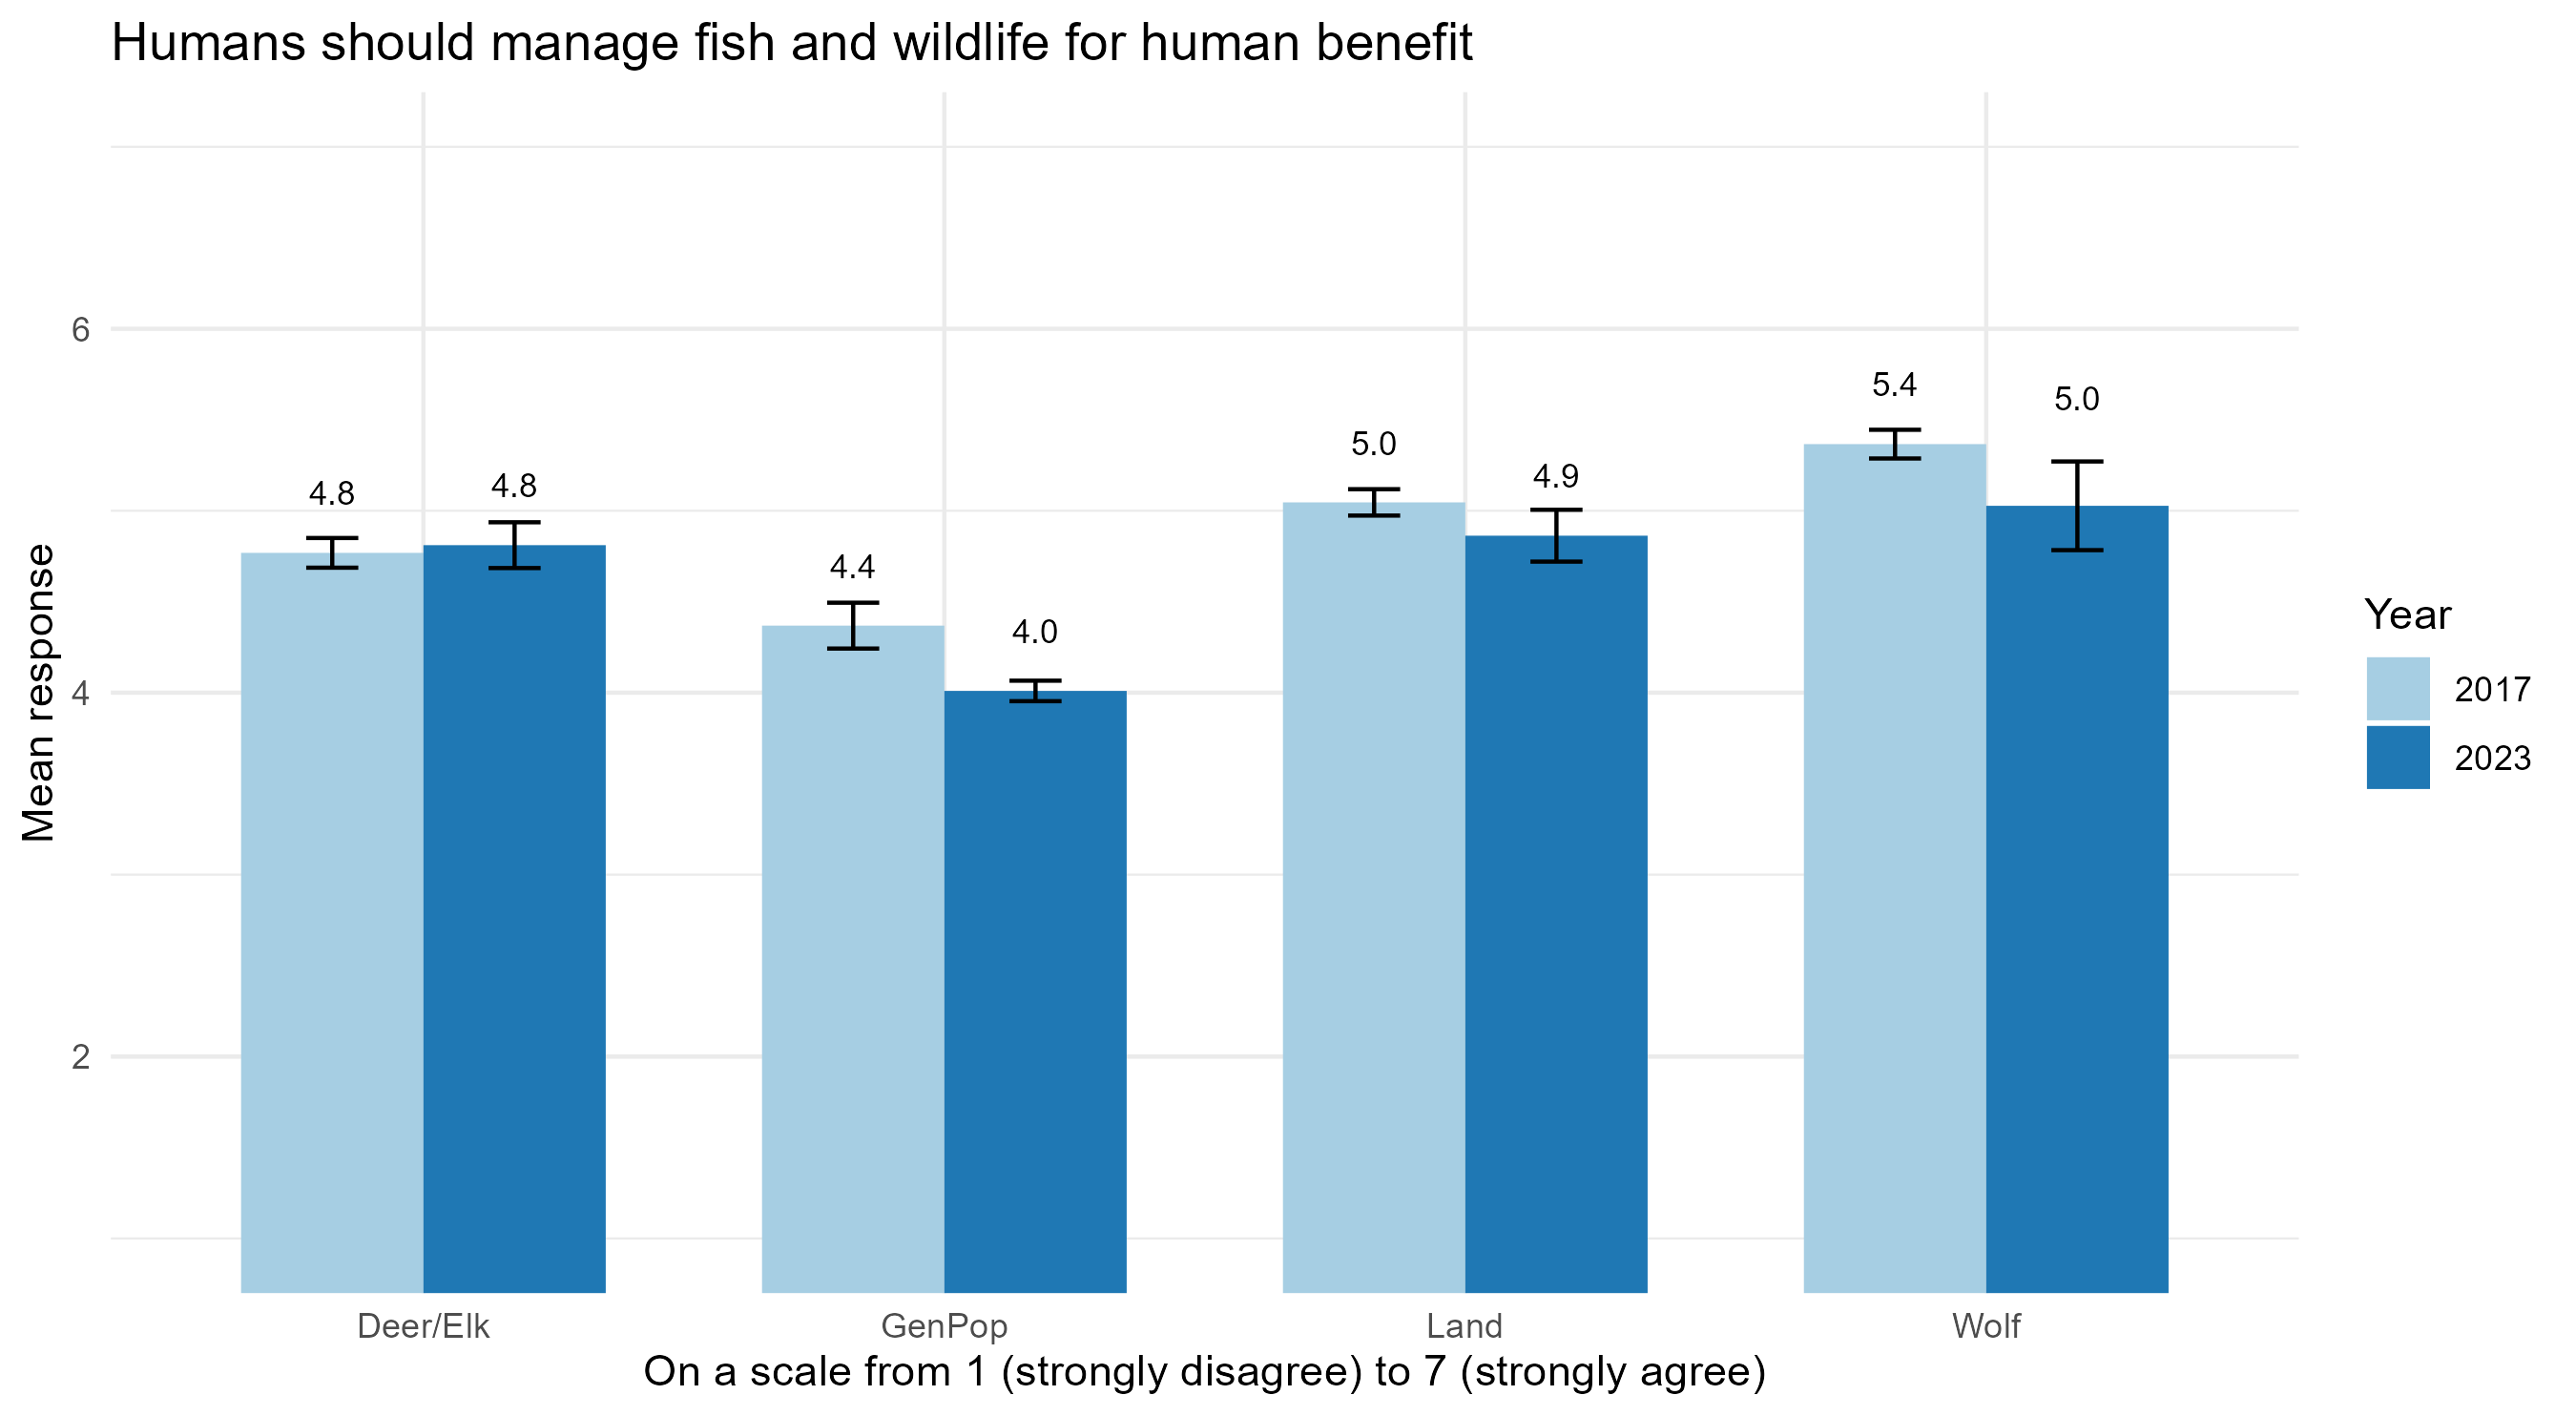 Humans should manage fish and wildlife for human benefit
Mean response
6
4
2
4.8
4.8
4.4
4.0
5.0
4.9
5.4
5.0
Deer/Elk
GenPop
Land
Wolf
On a scale from 1 (strongly disagree) to 7 (strongly agree)
Year
2017
2023